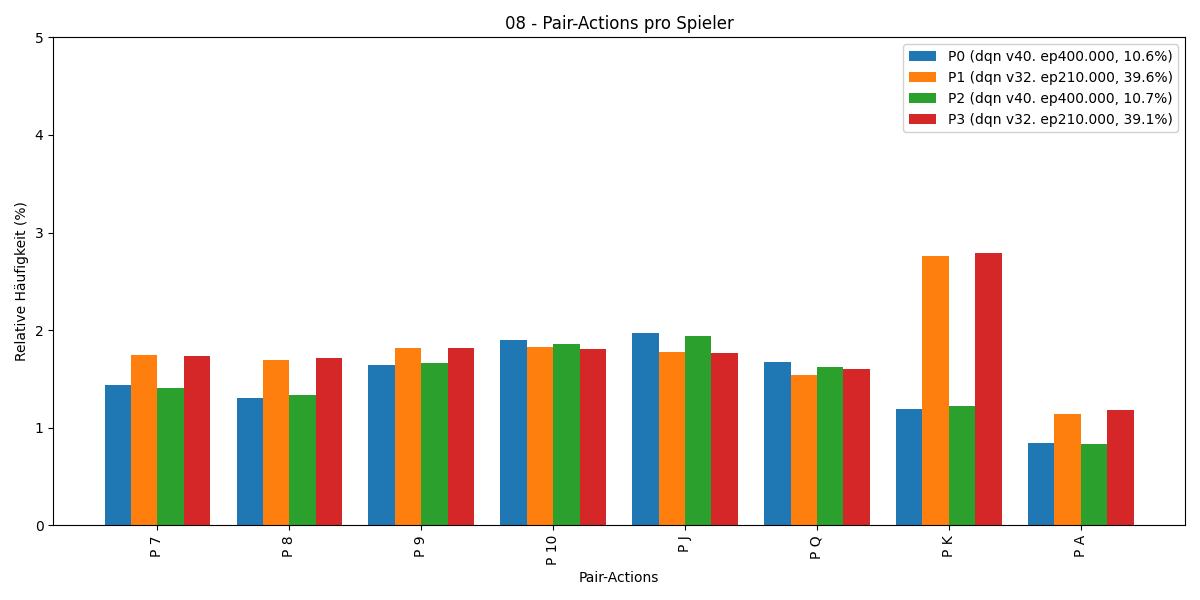 08 - Pair-Actions pro Spieler
P0 (dqn v40. ep400.000, 10.6%)
P1 (dqn v32. ep210.000, 39.6%)
P2 (dqn v40. ep400.000, 10.7%)
P3 (dqn v32. ep210.000, 39.1%)
Relative Häufigkeit (%)
5
4
3
2
1
0
P 7
P 8
P 9
P 10
P J
P Q
P K
P A
Pair-Actions